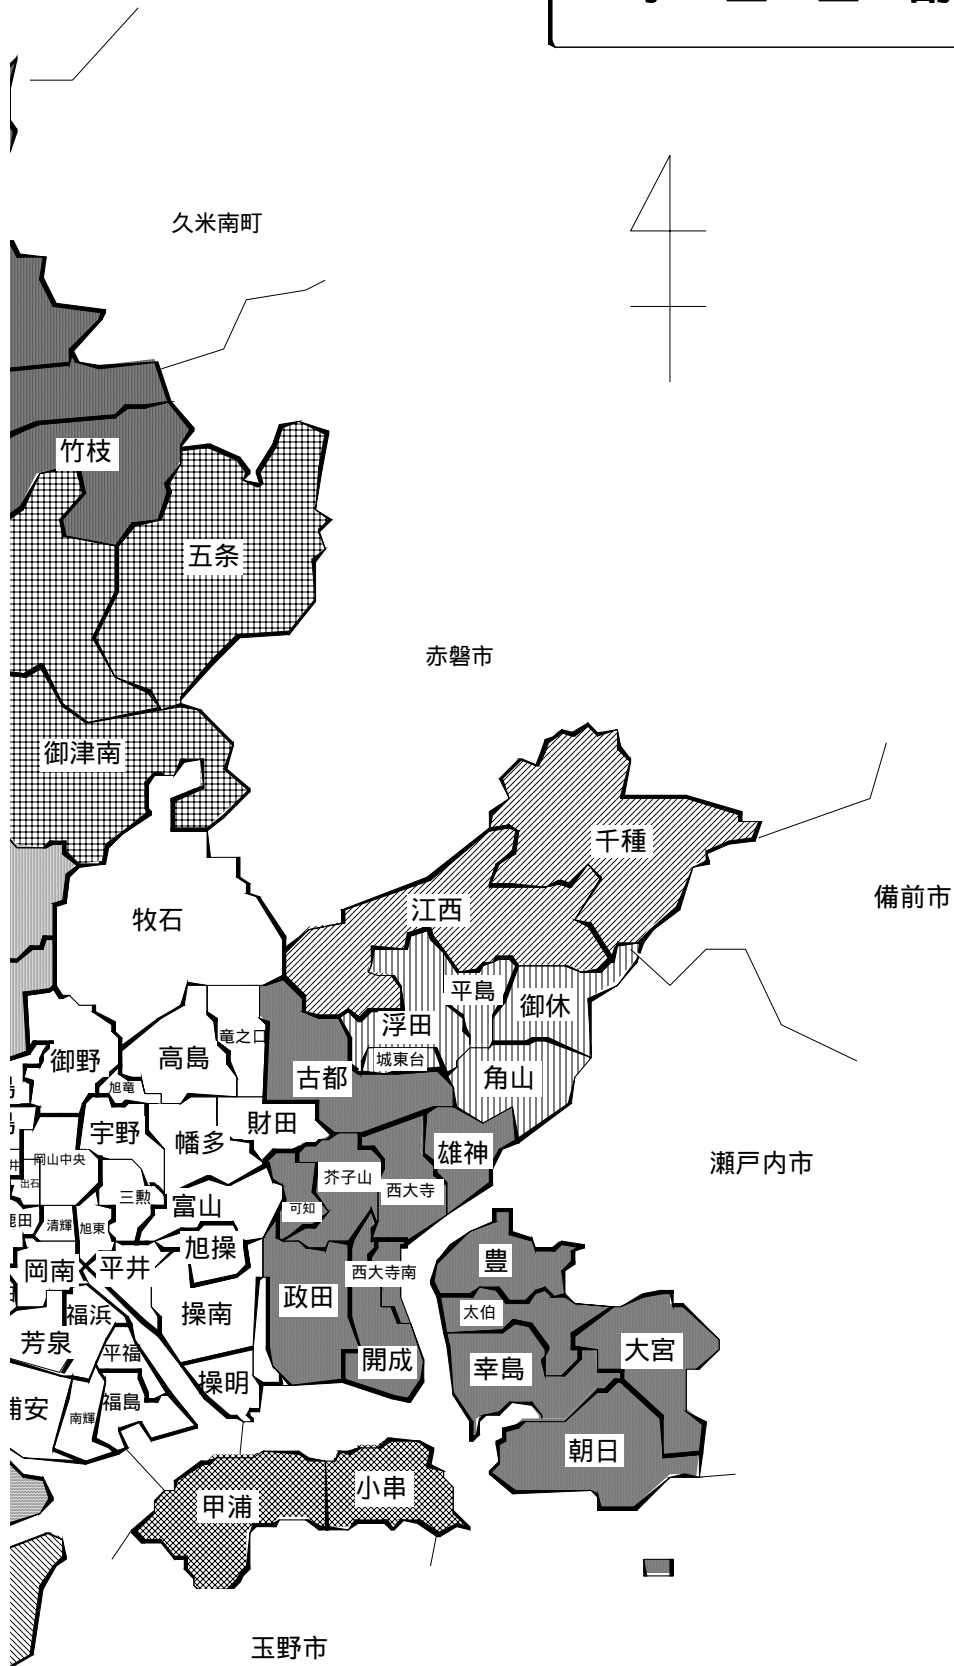 久米南町
竹枝
五条
赤磐市
御津南
千種
備前市
江西
牧石
平島
御休
浮田
竜之口
御野
高島
城東台
古都
角山
旭竜
財田
宇野
幡多
雄神
岡山中央
瀬戸内市
芥子山
西大寺
出石
三勲
富山
可知
清輝
旭東
旭操
岡南
平井
西大寺南
豊
政田
福浜
操南
太伯
芳泉
平福
大宮
開成
幸島
操明
福島
南輝
朝日
小串
甲浦
玉野市